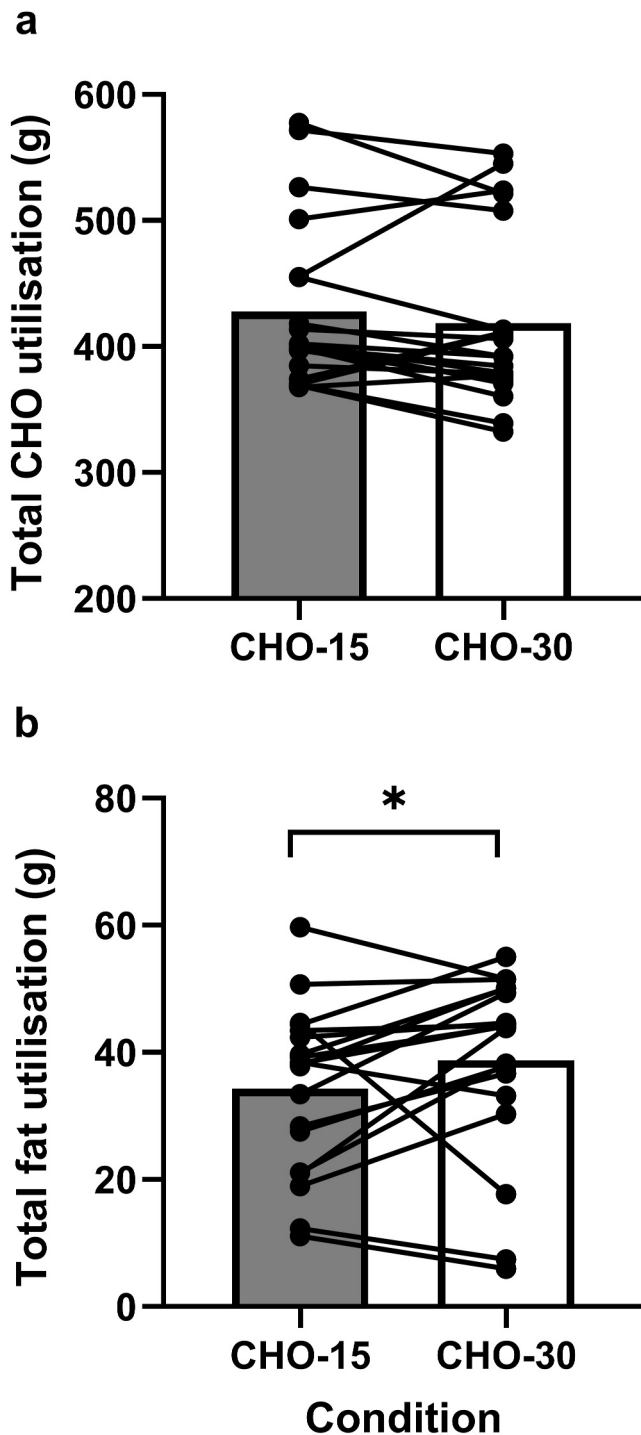 a
Total CHO utilisation (g)
600
500
400
300
200
CHO-15 CHO-30
b
*
Total fat utilisation (g)
80
60
40
20
0
CHO-15 CHO-30
Condition